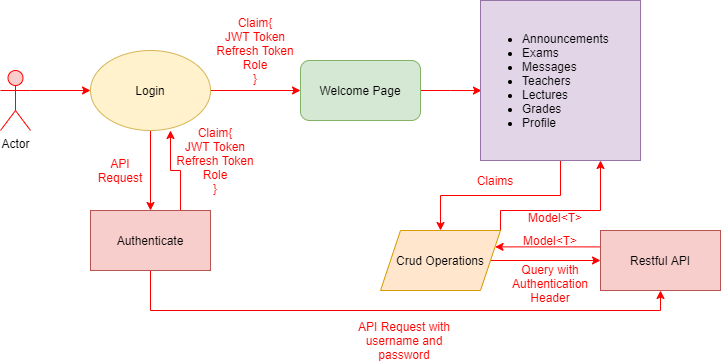 Claim{
JWT Token
Refresh Token
Role
}
Announcements
Exams
Messages
Teachers
Lectures
Grades
Profile
Login
Welcome Page
Actor
API
Request
Claim{
JWT Token
Refresh Token
Role
}
Claims
Model<T>
Authenticate
Model<T>
Crud Operations
Restful API
Query with
Authentication
Header
API Request with
username and
password